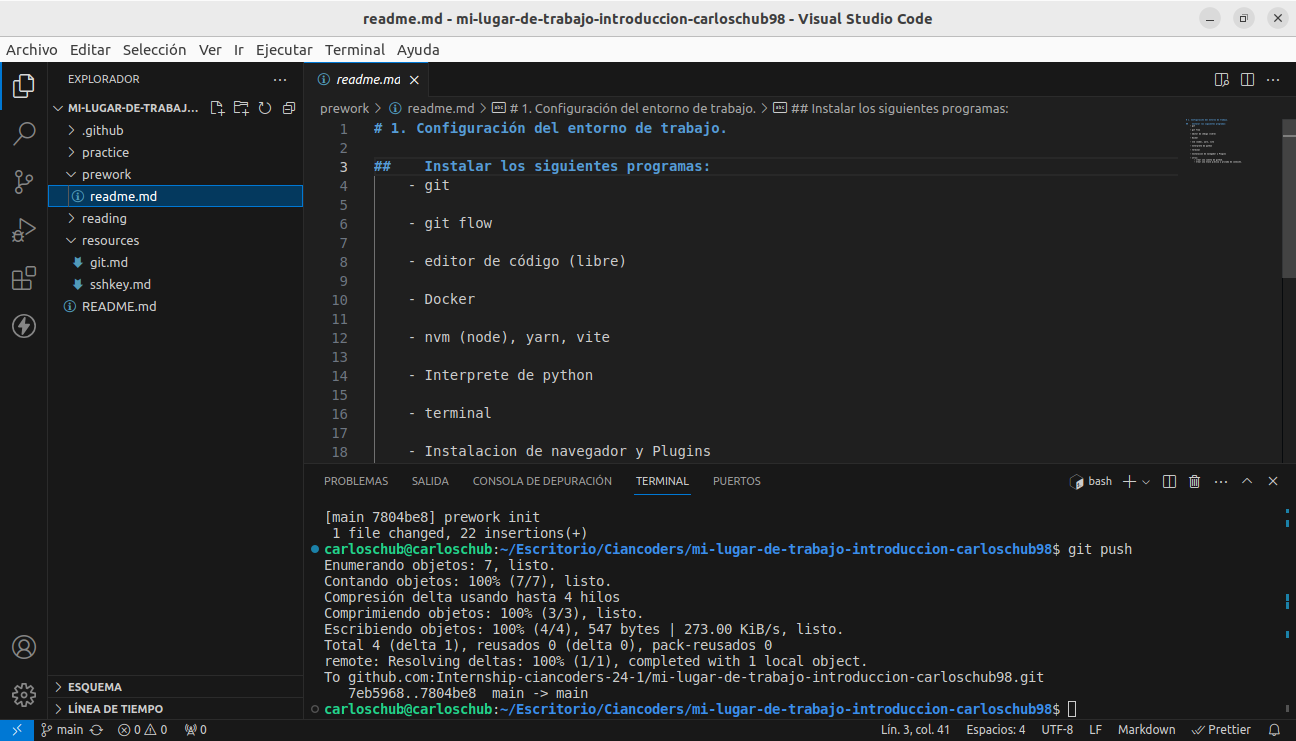 readme.md - mi-lugar-de-trabajo-introduccion-carloschub98 - Visual Studio Code
Archivo Editar Selección Ver Ir Ejecutar Terminal Ayuda
EXPLORADOR
MI-LUGAR-DE-TRABAJ...
.github
practice
prework
readme.md
reading
resources
git.md
sshkey.md
README.md
ESQUEMA
LÍNEA DE TIEMPO
readme.md
prework > readme.md > # 1. Configuración del entorno de trabajo. > ## Instalar los siguientes programas:
1 # 1. Configuración del entorno de trabajo.
2
3 ## Instalar los siguientes programas:
4 - git
5
6 - git flow
7
8 - editor de código (libre)
9
10 - Docker
11
12 - nvm (node), yarn, vite
13
14 - Interprete de python
15
16 - terminal
17
18 - Instalacion de navegador y Plugins
PROBLEMAS SALIDA CONSOLA DE DEPURACIÓN TERMINAL PUERTOS
bash
[main 7804be8] prework init
1 file changed, 22 insertions(+)
carloschub@carloschub:~/Escritorio/Ciancoders/mi-lugar-de-trabajo-introduccion-carloschub98$ git push
Enumerando objetos: 7, listo.
Contando objetos: 100% (7/7), listo.
Compresión delta usando hasta 4 hilos
Comprimiendo objetos: 100% (3/3), listo.
Escribiendo objetos: 100% (4/4), 547 bytes | 273.00 KiB/s, listo.
Total 4 (delta 1), reusados 0 (delta 0), pack-reusados 0
remote: Resolving deltas: 100% (1/1), completed with 1 local object.
To github.com:Internship-ciancoders-24-1/mi-lugar-de-trabajo-introduccion-carloschub98.git
7eb5968..7804be8 main -> main
carloschub@carloschub:~/Escritorio/Ciancoders/mi-lugar-de-trabajo-introduccion-carloschub98$
main 0 0 0 Lín. 3, col. 41 Espacios: 4 UTF-8 LF Markdown Prettier